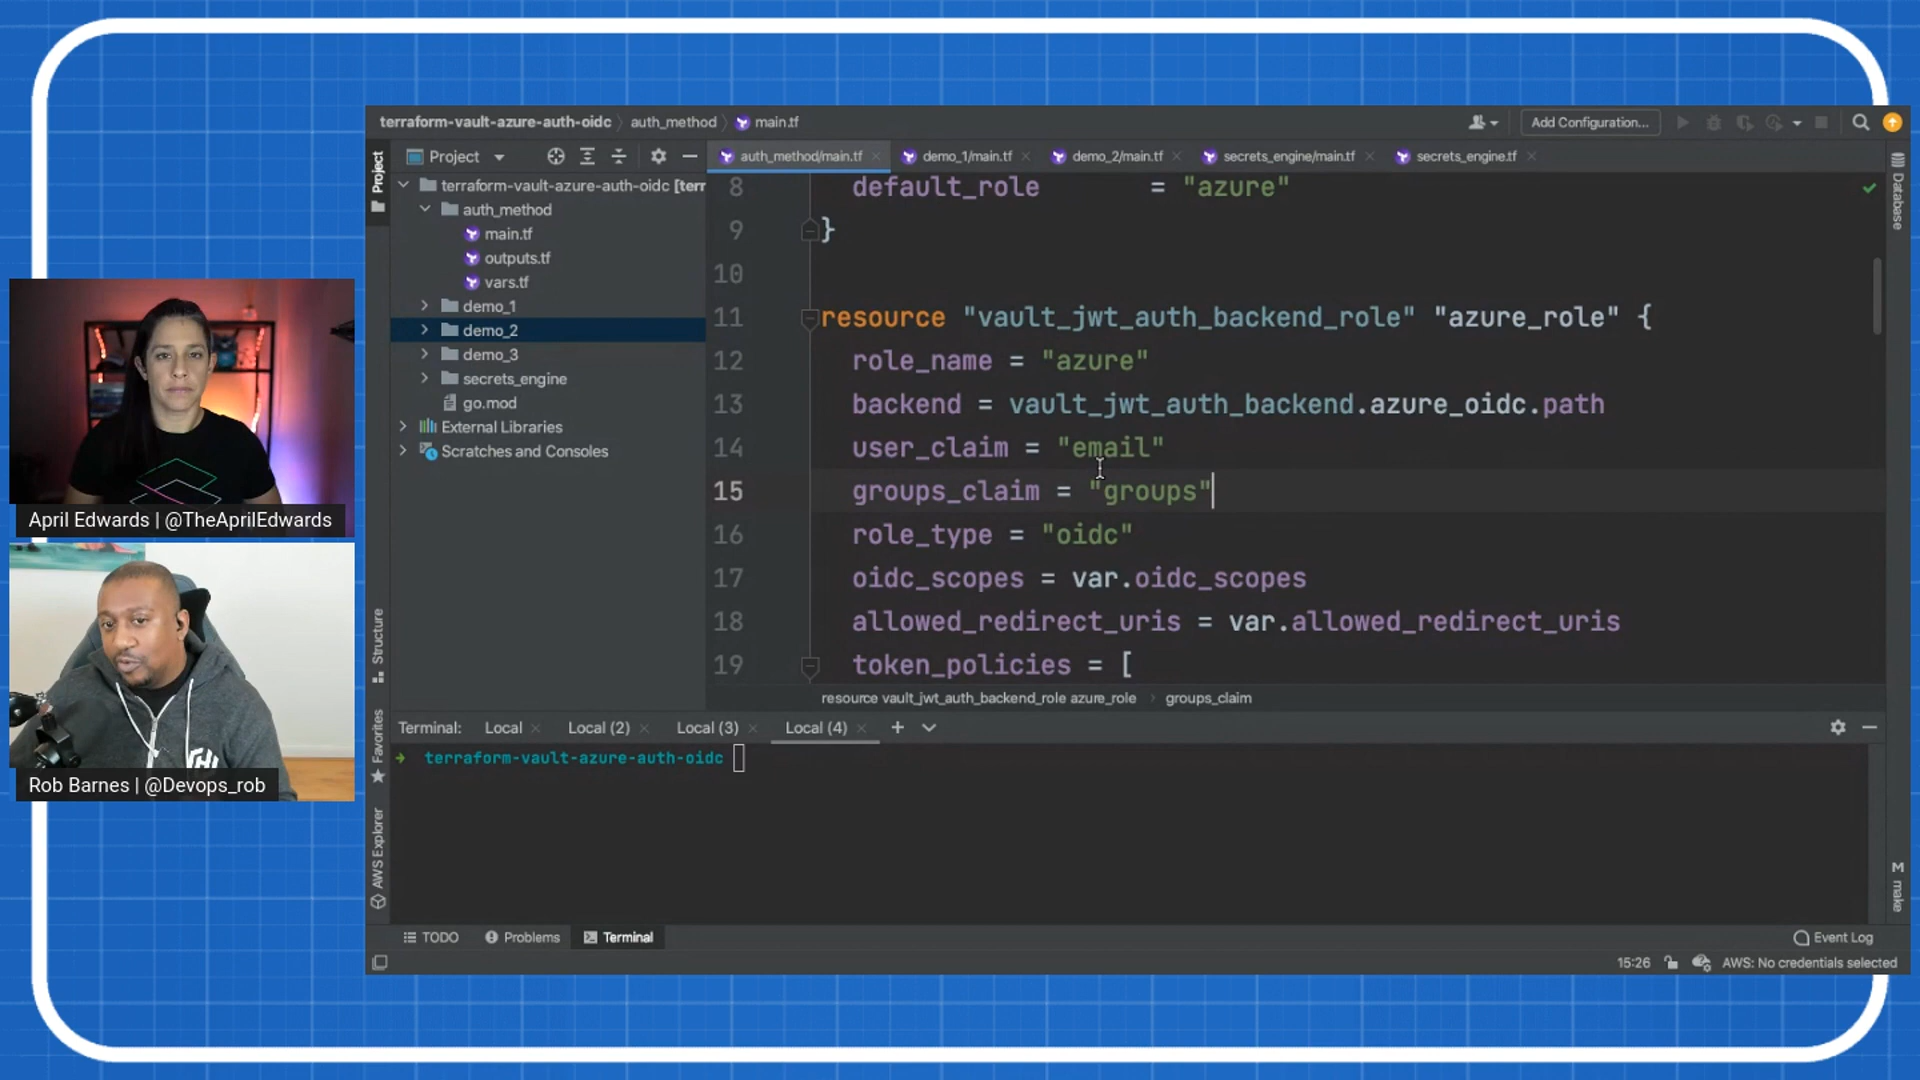 terraform-vault-azure-auth-oidc
auth_method
main.tf
Add Configuration...
Project
Project
auth_method/main.tf
demo_1/main.tf
demo_2/main.tf
secrets_engine/main.tf
secrets_engine.tf
Database
terraform-vault-azure-auth-oidc [terr
auth_method
main.tf
outputs.tf
vars.tf
demo_1
demo_2
demo_3
secrets_engine
go.mod
External Libraries
Scratches and Consoles
8 default_role = "azure"
9 }
10
11 resource "vault_jwt_auth_backend_role" "azure_role" {
12 role_name = "azure"
13 backend = vault_jwt_auth_backend.azure_oidc.path
14 user_claim = "email"
15 groups_claim = "groups"
16 role_type = "oidc"
17 oidc_scopes = var.oidc_scopes
18 allowed_redirect_uris = var.allowed_redirect_uris
19 token_policies = [
resource vault_jwt_auth_backend_role azure_role
groups_claim
April Edwards | @TheAprilEdwards
Rob Barnes | @Devops_rob
Structure
Favorites
AWS Explorer
make
Terminal: Local Local (2) Local (3) Local (4)
terraform-vault-azure-auth-oidc
TODO
Problems
Terminal
Event Log
15:26
AWS: No credentials selected